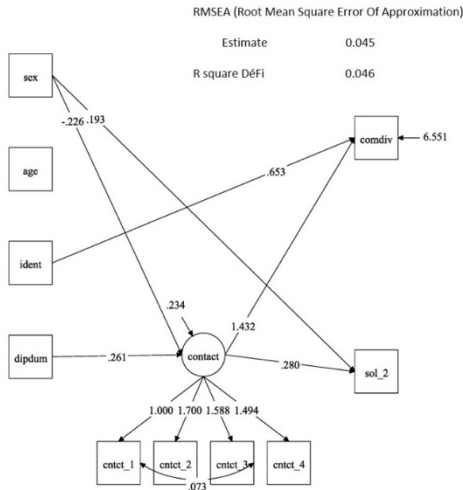 RMSEA (Root Mean Square Error Of Approximation)
Estimate 0.045
R square DéFi 0.046
sex
-.226 .193
age
comdiv
6.551
.653
ident
.234
1.432
dipdum
.261
contact
.280
sol_2
1.000 1.700 1.588 1.494
cntct_1 cntct_2 cntct_3 cntct_4
.073